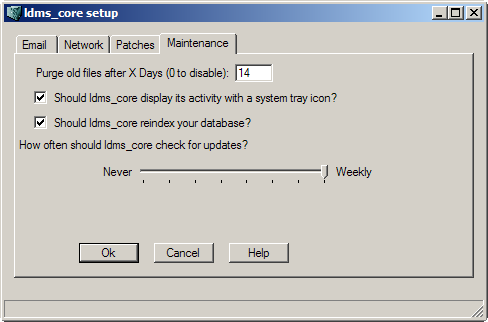 ldms_core setup
Email Network Patches Maintenance
Purge old files after X Days (0 to disable): 14
Should ldms_core display its activity with a system tray icon?
Should ldms_core reindex your database?
How often should ldms_core check for updates?
Never Weekly
Ok Cancel Help